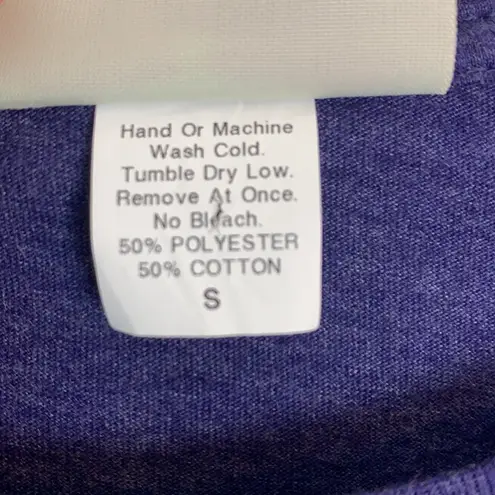 Hand Or Machine
Wash Cold.
Tumble Dry Low.
Remove At Once.
No Bleach.
50% POLYESTER
50% COTTON
S